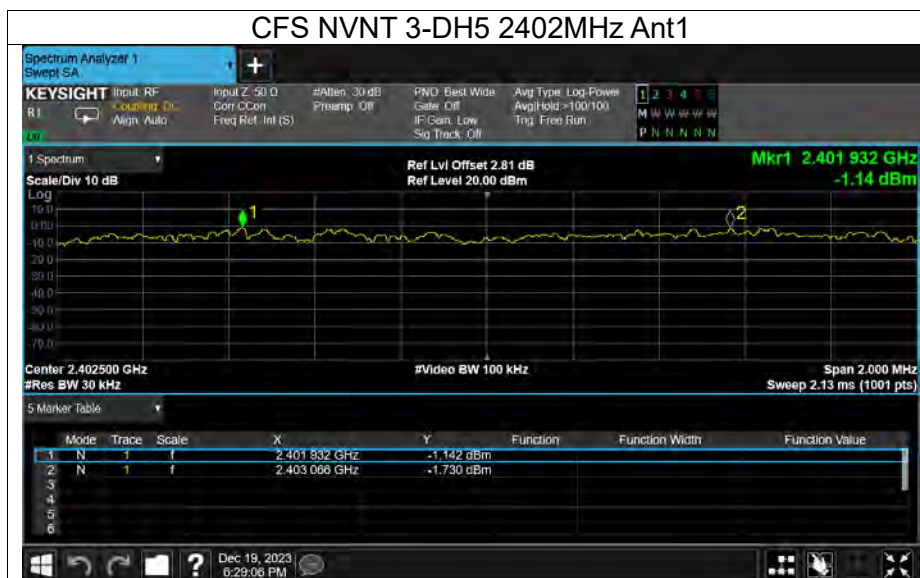 CFS NVNT 3-DH5 2402MHz Ant1
Spectrum Analyzer 1
Swept SA
+
KEYSIGHT Input: RF Input Z: 50 Ω #Atten: 30 dB PNO: Best Wide Avg Type: Log-Power 1 2 3 4 5 6
R1 Coupling: DC Corr CCorr Preamp: Off Gate: Off Avg|Hold: >100/100 M W W W W W
Align: Auto Freq Ref: Int (S) IF Gain: Low Trig: Free Run P N N N N N
Sig Track: Off
1 Spectrum Ref Lvl Offset 2.81 dB Mkr1 2.401 932 GHz
Scale/Div 10 dB Ref Level 20.00 dBm -1.14 dBm
Log
10.0
1 2
0.00
-10.0
-20.0
-30.0
-40.0
-50.0
-60.0
-70.0
Center 2.402500 GHz #Video BW 100 kHz Span 2.000 MHz
#Res BW 30 kHz Sweep 2.13 ms (1001 pts)
5 Marker Table
Mode Trace Scale X Y Function Function Width Function Value
1 N 1 f 2.401 932 GHz -1.142 dBm
2 N 1 f 2.403 066 GHz -1.730 dBm
3
4
5
6
? Dec 19, 2023
6:29:06 PM